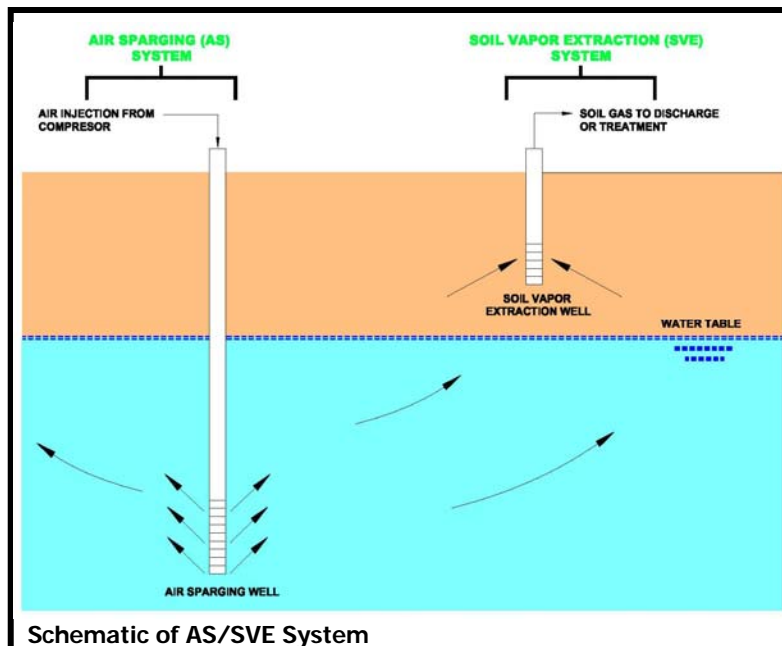 AIR SPARGING (AS)
SYSTEM
SOIL VAPOR EXTRACTION (SVE)
SYSTEM
AIR INJECTION FROM
COMPRESOR
SOIL GAS TO DISCHARGE
OR TREATMENT
SOIL VAPOR
EXTRACTION WELL
WATER TABLE
AIR SPARGING WELL
Schematic of AS/SVE System